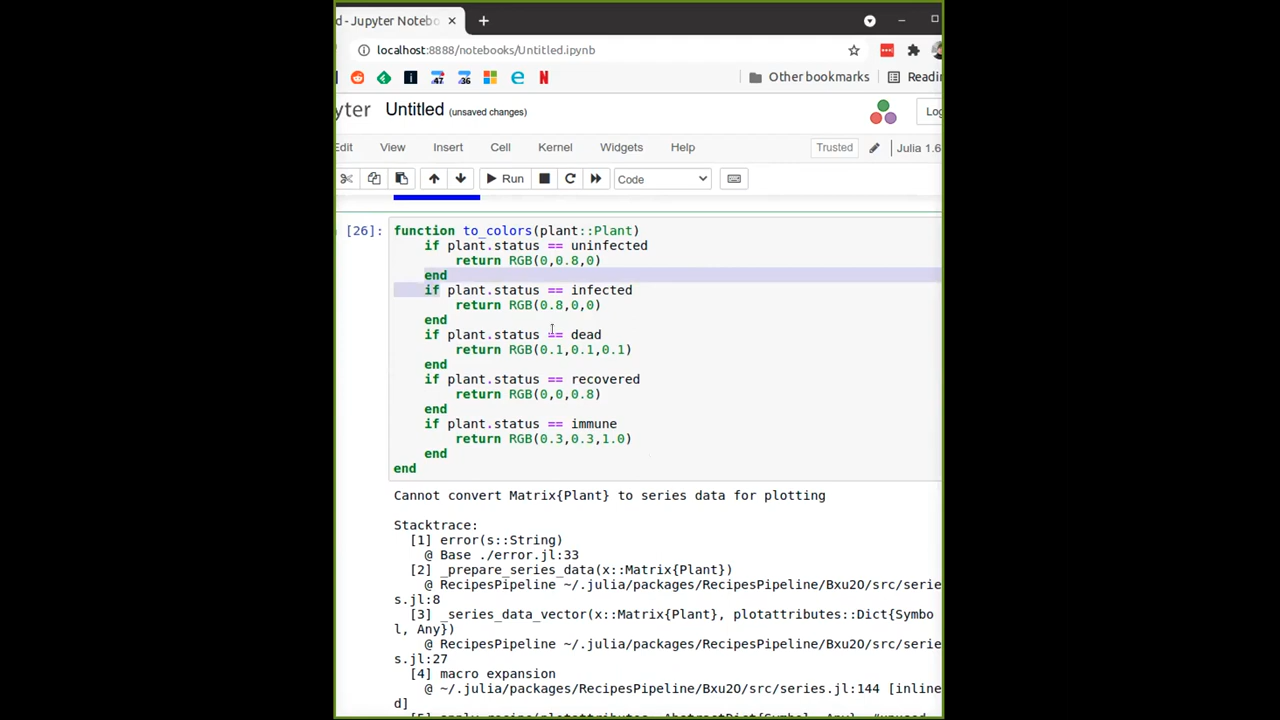 d - Jupyter Notebo
localhost:8888/notebooks/Untitled.ipynb
47 36 Other bookmarks Readi
yter Untitled (unsaved changes) Log
Edit View Insert Cell Kernel Widgets Help Trusted Julia 1.6
Run Code
[26]: function to_colors(plant::Plant)
if plant.status == uninfected
return RGB(0,0.8,0)
end
if plant.status == infected
return RGB(0.8,0,0)
end
if plant.status == dead
return RGB(0.1,0.1,0.1)
end
if plant.status == recovered
return RGB(0,0,0.8)
end
if plant.status == immune
return RGB(0.3,0.3,1.0)
end
end
Cannot convert Matrix{Plant} to series data for plotting
Stacktrace:
[1] error(s::String)
@ Base ./error.jl:33
[2] _prepare_series_data(x::Matrix{Plant})
@ RecipesPipeline ~/.julia/packages/RecipesPipeline/Bxu2O/src/serie
s.jl:8
[3] _series_data_vector(x::Matrix{Plant}, plotattributes::Dict{Symbo
l, Any})
@ RecipesPipeline ~/.julia/packages/RecipesPipeline/Bxu2O/src/serie
s.jl:27
[4] macro expansion
@ ~/.julia/packages/RecipesPipeline/Bxu2O/src/series.jl:144 [inline
d]